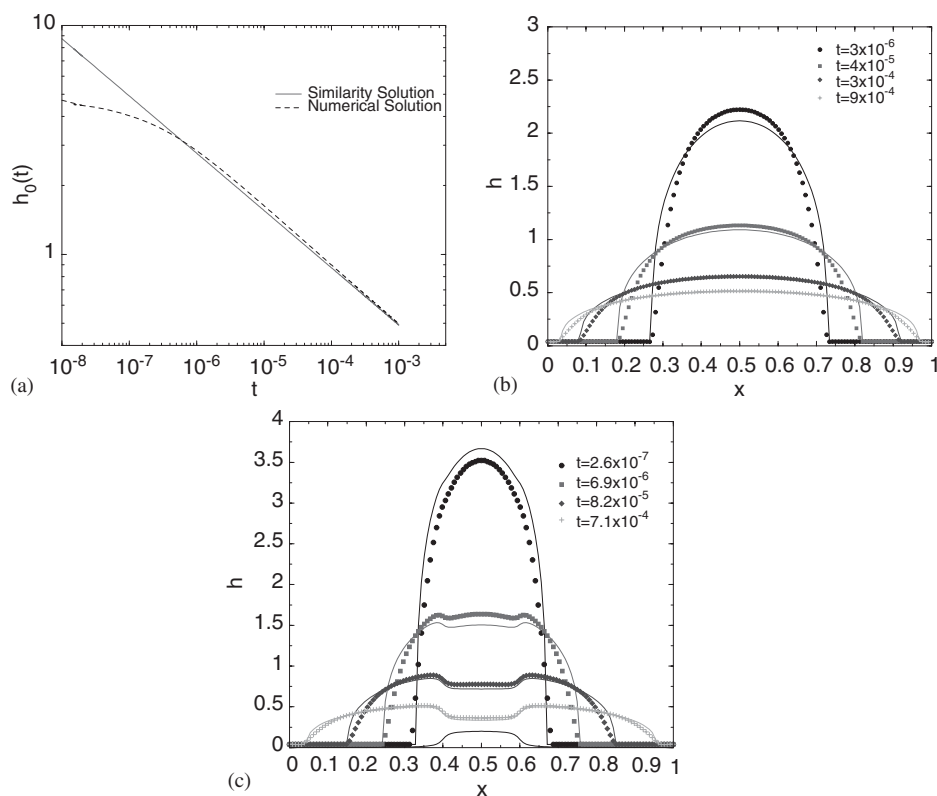 10
1
h₀(t)
Similarity Solution
Numerical Solution
10⁻⁸ 10⁻⁷ 10⁻⁶ 10⁻⁵ 10⁻⁴ 10⁻³
t
(a)
3
2.5
2
1.5
1
0.5
0
h
t=3x10⁻⁶
t=4x10⁻⁵
t=3x10⁻⁴
t=9x10⁻⁴
0 0.1 0.2 0.3 0.4 0.5 0.6 0.7 0.8 0.9 1
x
(b)
4
3.5
3
2.5
2
1.5
1
0.5
0
h
t=2.6x10⁻⁷
t=6.9x10⁻⁶
t=8.2x10⁻⁵
t=7.1x10⁻⁴
0 0.1 0.2 0.3 0.4 0.5 0.6 0.7 0.8 0.9 1
x
(c)